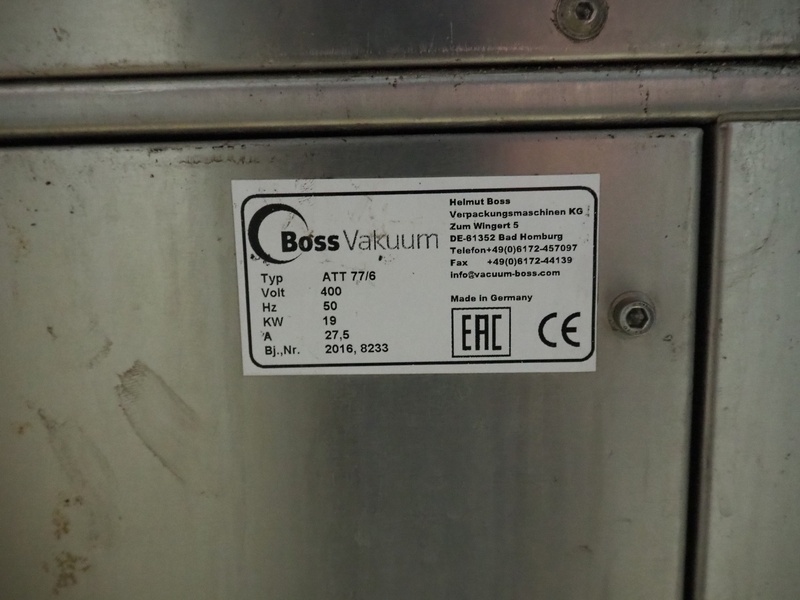 Boss Vakuum
Typ ATT 77/6
Volt 400
Hz 50
KW 19
A 27,5
Bj.,Nr. 2016, 8233
Helmut Boss
Verpackungsmaschinen KG
Zum Wingert 5
DE-61352 Bad Homburg
Telefon+49(0)6172-457097
Fax +49(0)6172-44139
info@vacuum-boss.com
Made in Germany
EAC CE